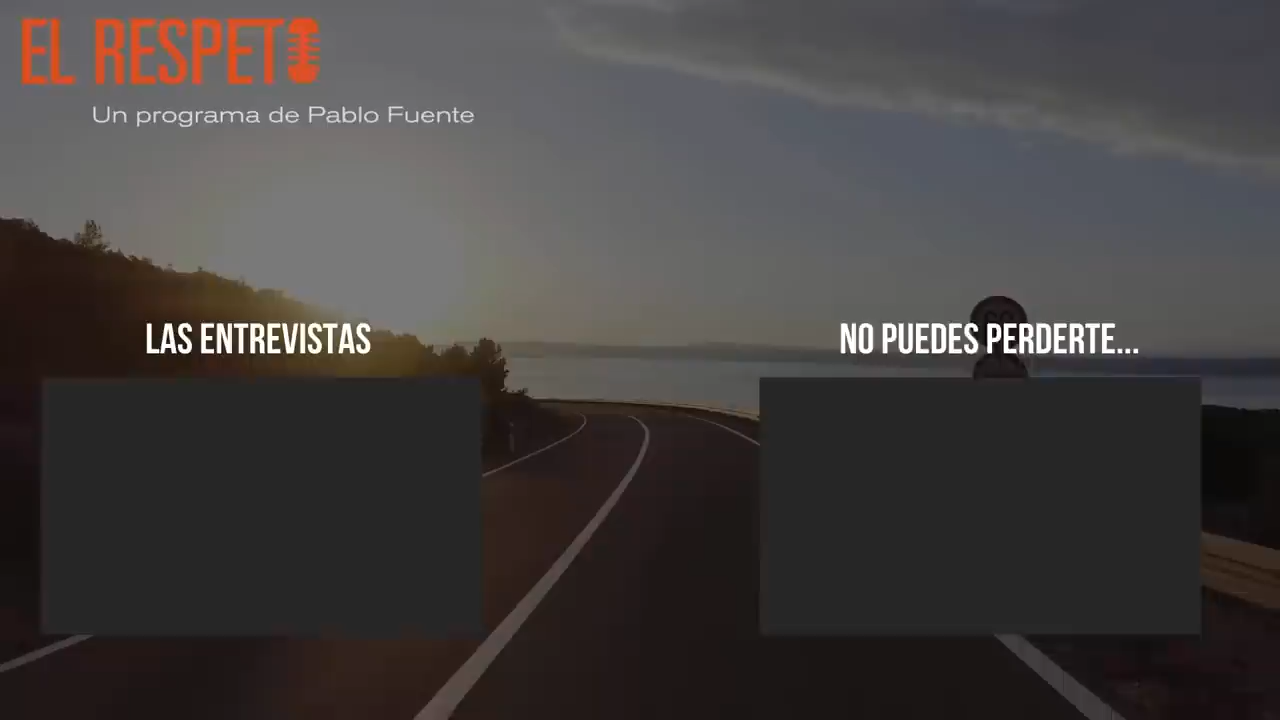 EL RESPETO
Un programa de Pablo Fuente
LAS ENTREVISTAS
NO PUEDES PERDERTE...